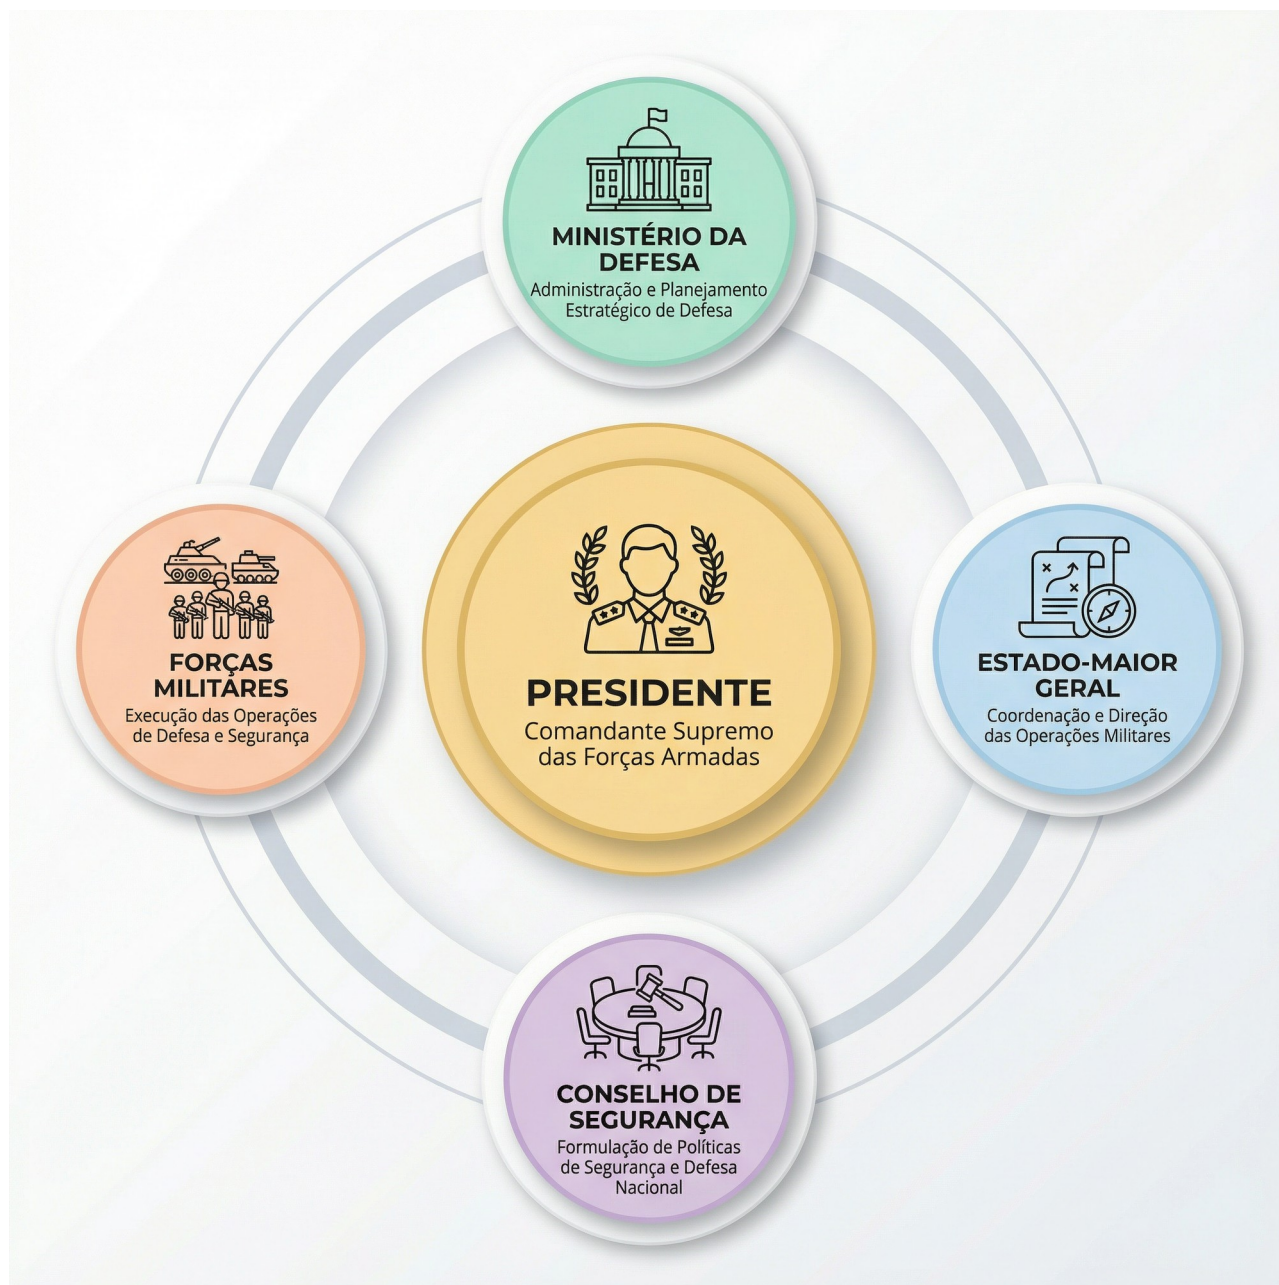 MINISTÉRIO DA
DEFESA
Administração e Planejamento
Estratégico de Defesa
FORÇAS
MILITARES
Execução das Operações
de Defesa e Segurança
PRESIDENTE
Comandante Supremo
das Forças Armadas
ESTADO-MAIOR
GERAL
Coordenação e Direção
das Operações Militares
CONSELHO DE
SEGURANÇA
Formulação de Políticas
de Segurança e Defesa
Nacional